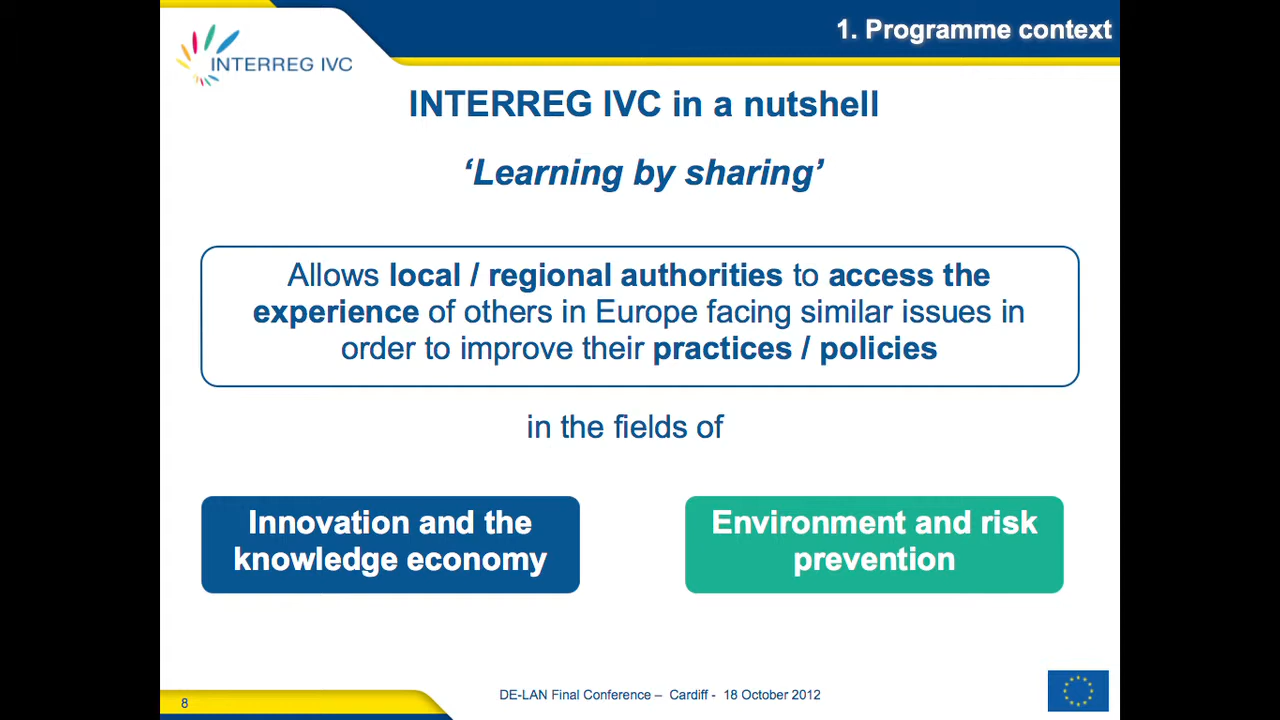 1. Programme context
INTERREG IVC
INTERREG IVC in a nutshell
‘Learning by sharing’
Allows local / regional authorities to access the
experience of others in Europe facing similar issues in
order to improve their practices / policies
in the fields of
Innovation and the
knowledge economy
Environment and risk
prevention
8
DE-LAN Final Conference – Cardiff - 18 October 2012